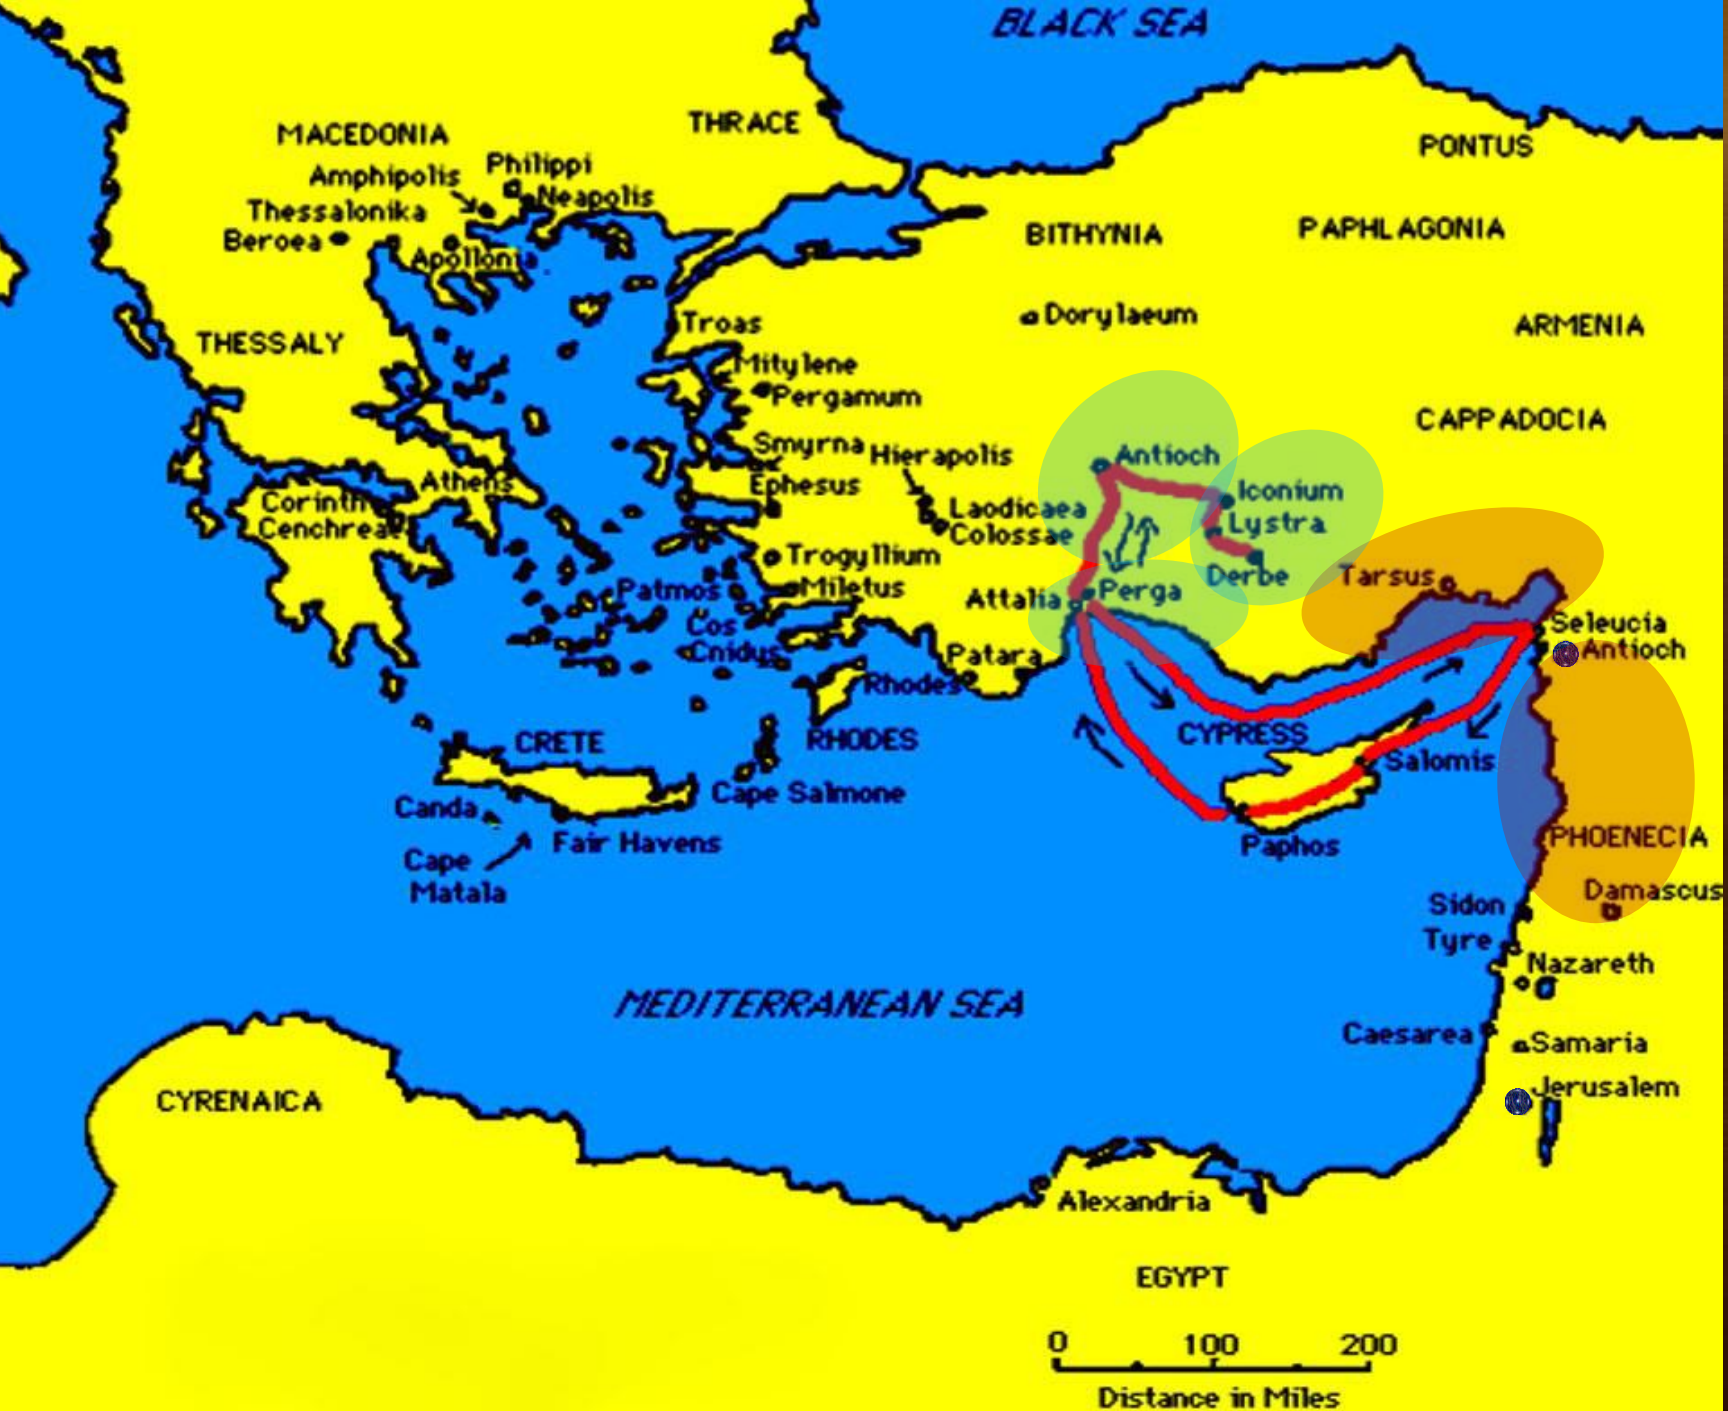 BLACK SEA
MACEDONIA
THRACE
PONTUS
Philippi
Amphipolis
Neapolis
Thessalonika
Beroea
Apollonia
BITHYNIA
PAPHLAGONIA
THESSALY
Troas
Dorylaeum
ARMENIA
Mitylene
Pergamum
CAPPADOCIA
Smyrna
Hierapolis
Antioch
Athens
Ephesus
Iconium
Corinth
Laodicaea
Lystra
Cenchreae
Colossae
Trogyllium
Derbe
Tarsus
Patmos
Miletus
Attalia
Perga
Cos
Seleucia
Cnidus
Patara
Antioch
Rhodes
CRETE
RHODES
CYPRESS
Salomis
Canda
Cape Salmone
Fair Havens
Paphos
PHOENECIA
Cape
Matala
Damascus
Sidon
Tyre
Nazareth
MEDITERRANEAN SEA
Caesarea
Samaria
CYRENAICA
Jerusalem
Alexandria
EGYPT
0 100 200
Distance in Miles